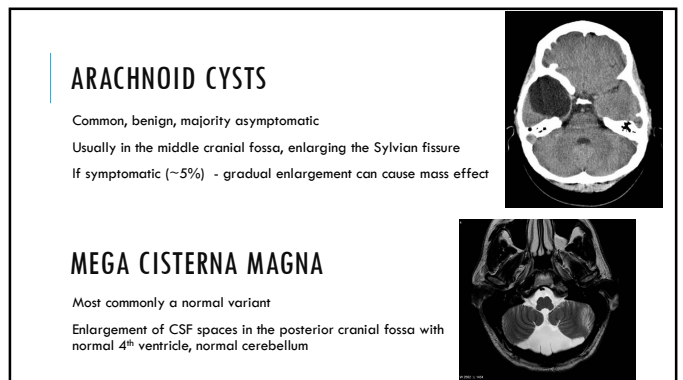 ARACHNOID CYSTS
Common, benign, majority asymptomatic
Usually in the middle cranial fossa, enlarging the Sylvian fissure
If symptomatic (~5%)  - gradual enlargement can cause mass effect
MEGA CISTERNA MAGNA
Most commonly a normal variant
Enlargement of CSF spaces in the posterior cranial fossa with
normal 4th ventricle, normal cerebellum